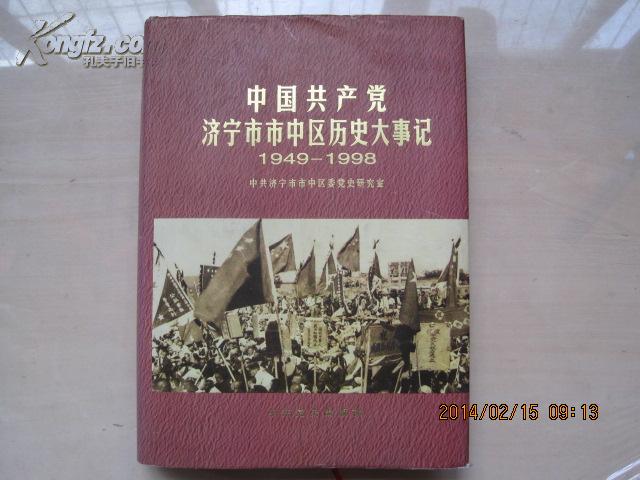 Kongfz.com
孔夫子旧书
中国共产党
济宁市市中区历史大事记
1949-1998
中共济宁市市中区委党史研究室
2014/02/15 09:13